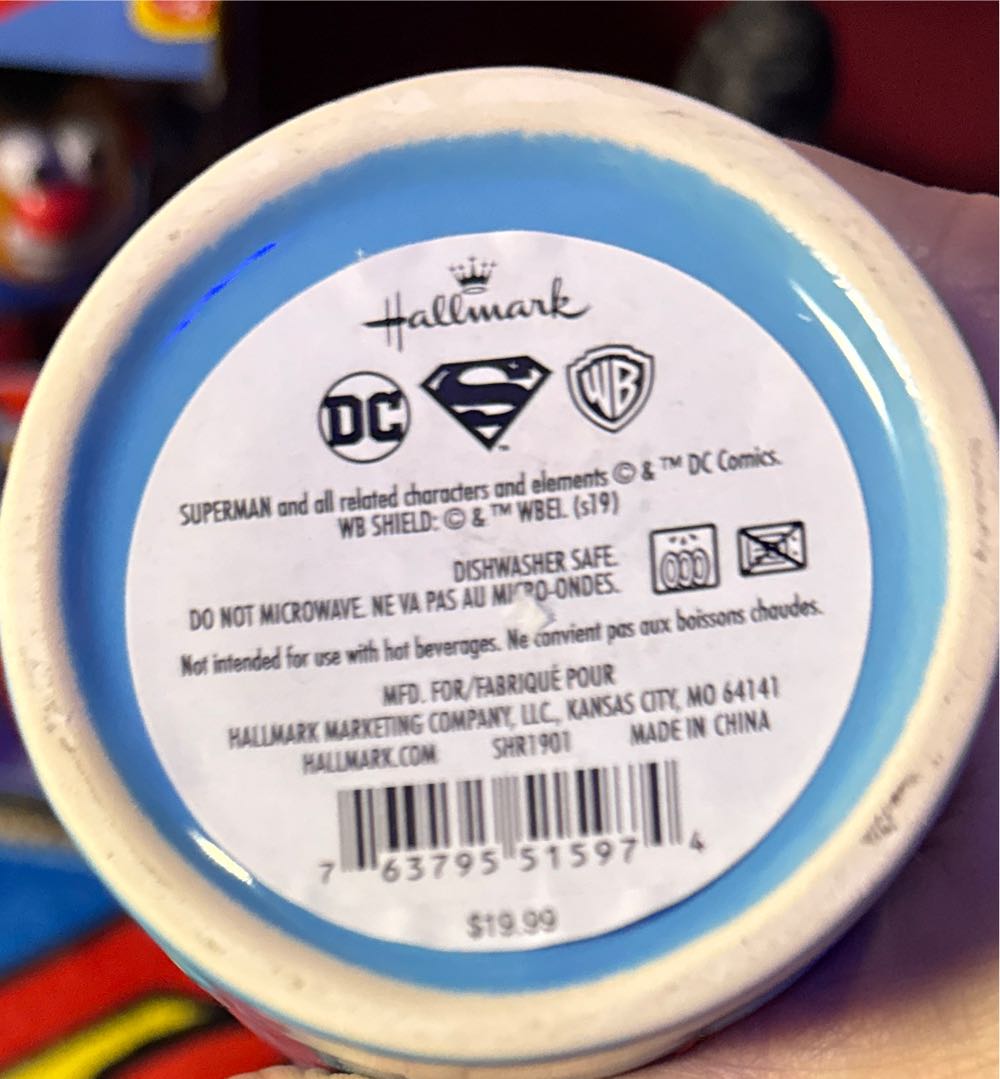 Hallmark
DC S WB
™
SUPERMAN and all related characters and elements © & ™ DC Comics.
WB SHIELD: © & ™ WBEI. (s19)
DISHWASHER SAFE.
DO NOT MICROWAVE. NE VA PAS AU MICRO-ONDES.
Not intended for use with hot beverages. Ne convient pas aux boissons chaudes.
MFD. FOR/FABRIQUÉ POUR
HALLMARK MARKETING COMPANY, LLC, KANSAS CITY, MO 64141
HALLMARK.COM SHR1901 MADE IN CHINA
7 63795 51597 4
$19.99